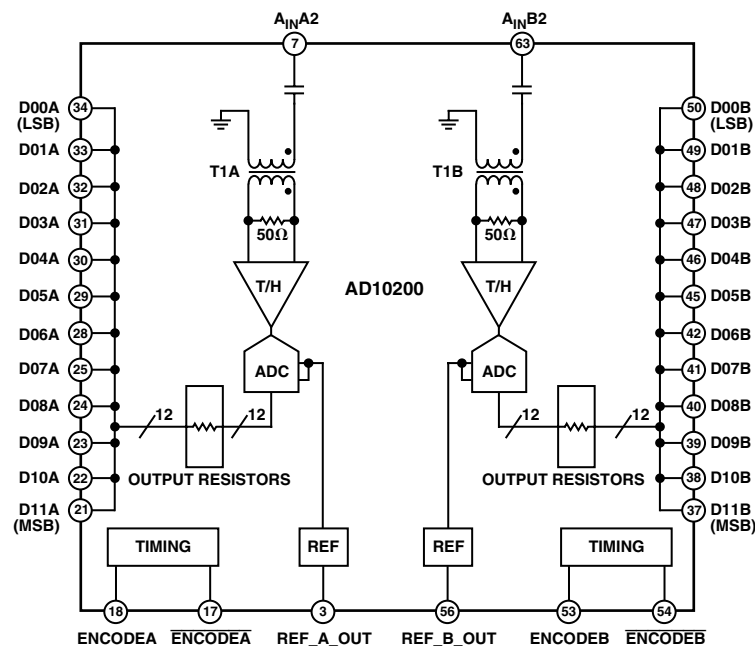 AINA2
AINB2
7
63
D00A
(LSB)
34
50
D00B
(LSB)
D01A
33
49
D01B
T1A
T1B
D02A
32
48
D02B
D03A
31
47
D03B
50Ω
50Ω
D04A
30
46
D04B
T/H
AD10200
T/H
D05A
29
45
D05B
D06A
28
42
D06B
D07A
25
41
D07B
ADC
ADC
D08A
24
40
D08B
12
12
12
12
D09A
23
39
D09B
D10A
22
OUTPUT RESISTORS
OUTPUT RESISTORS
38
D10B
D11A
(MSB)
21
37
D11B
(MSB)
TIMING
REF
REF
TIMING
18
17
3
56
53
54
ENCODEA
ENCODEA
REF_A_OUT
REF_B_OUT
ENCODEB
ENCODEB